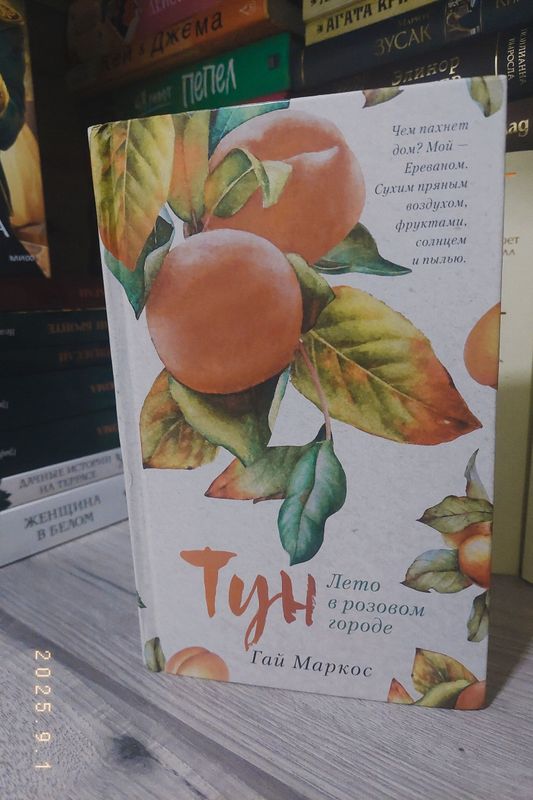 Джема
АГАТА
ЗУСАК
ПЕПЕЛ
Элинор
Чем пахнет
дом? Мой —
Ереваном.
Сухим пряным
воздухом,
фруктами,
солнцем
и пылью.
ДАЧНЫЕ ИСТОРИИ
НА ТЕРРАСЕ
ЖЕНЩИНА
В БЕЛОМ
Тун
Лето
в розовом
городе
Гай Маркос
2025. 9. 1